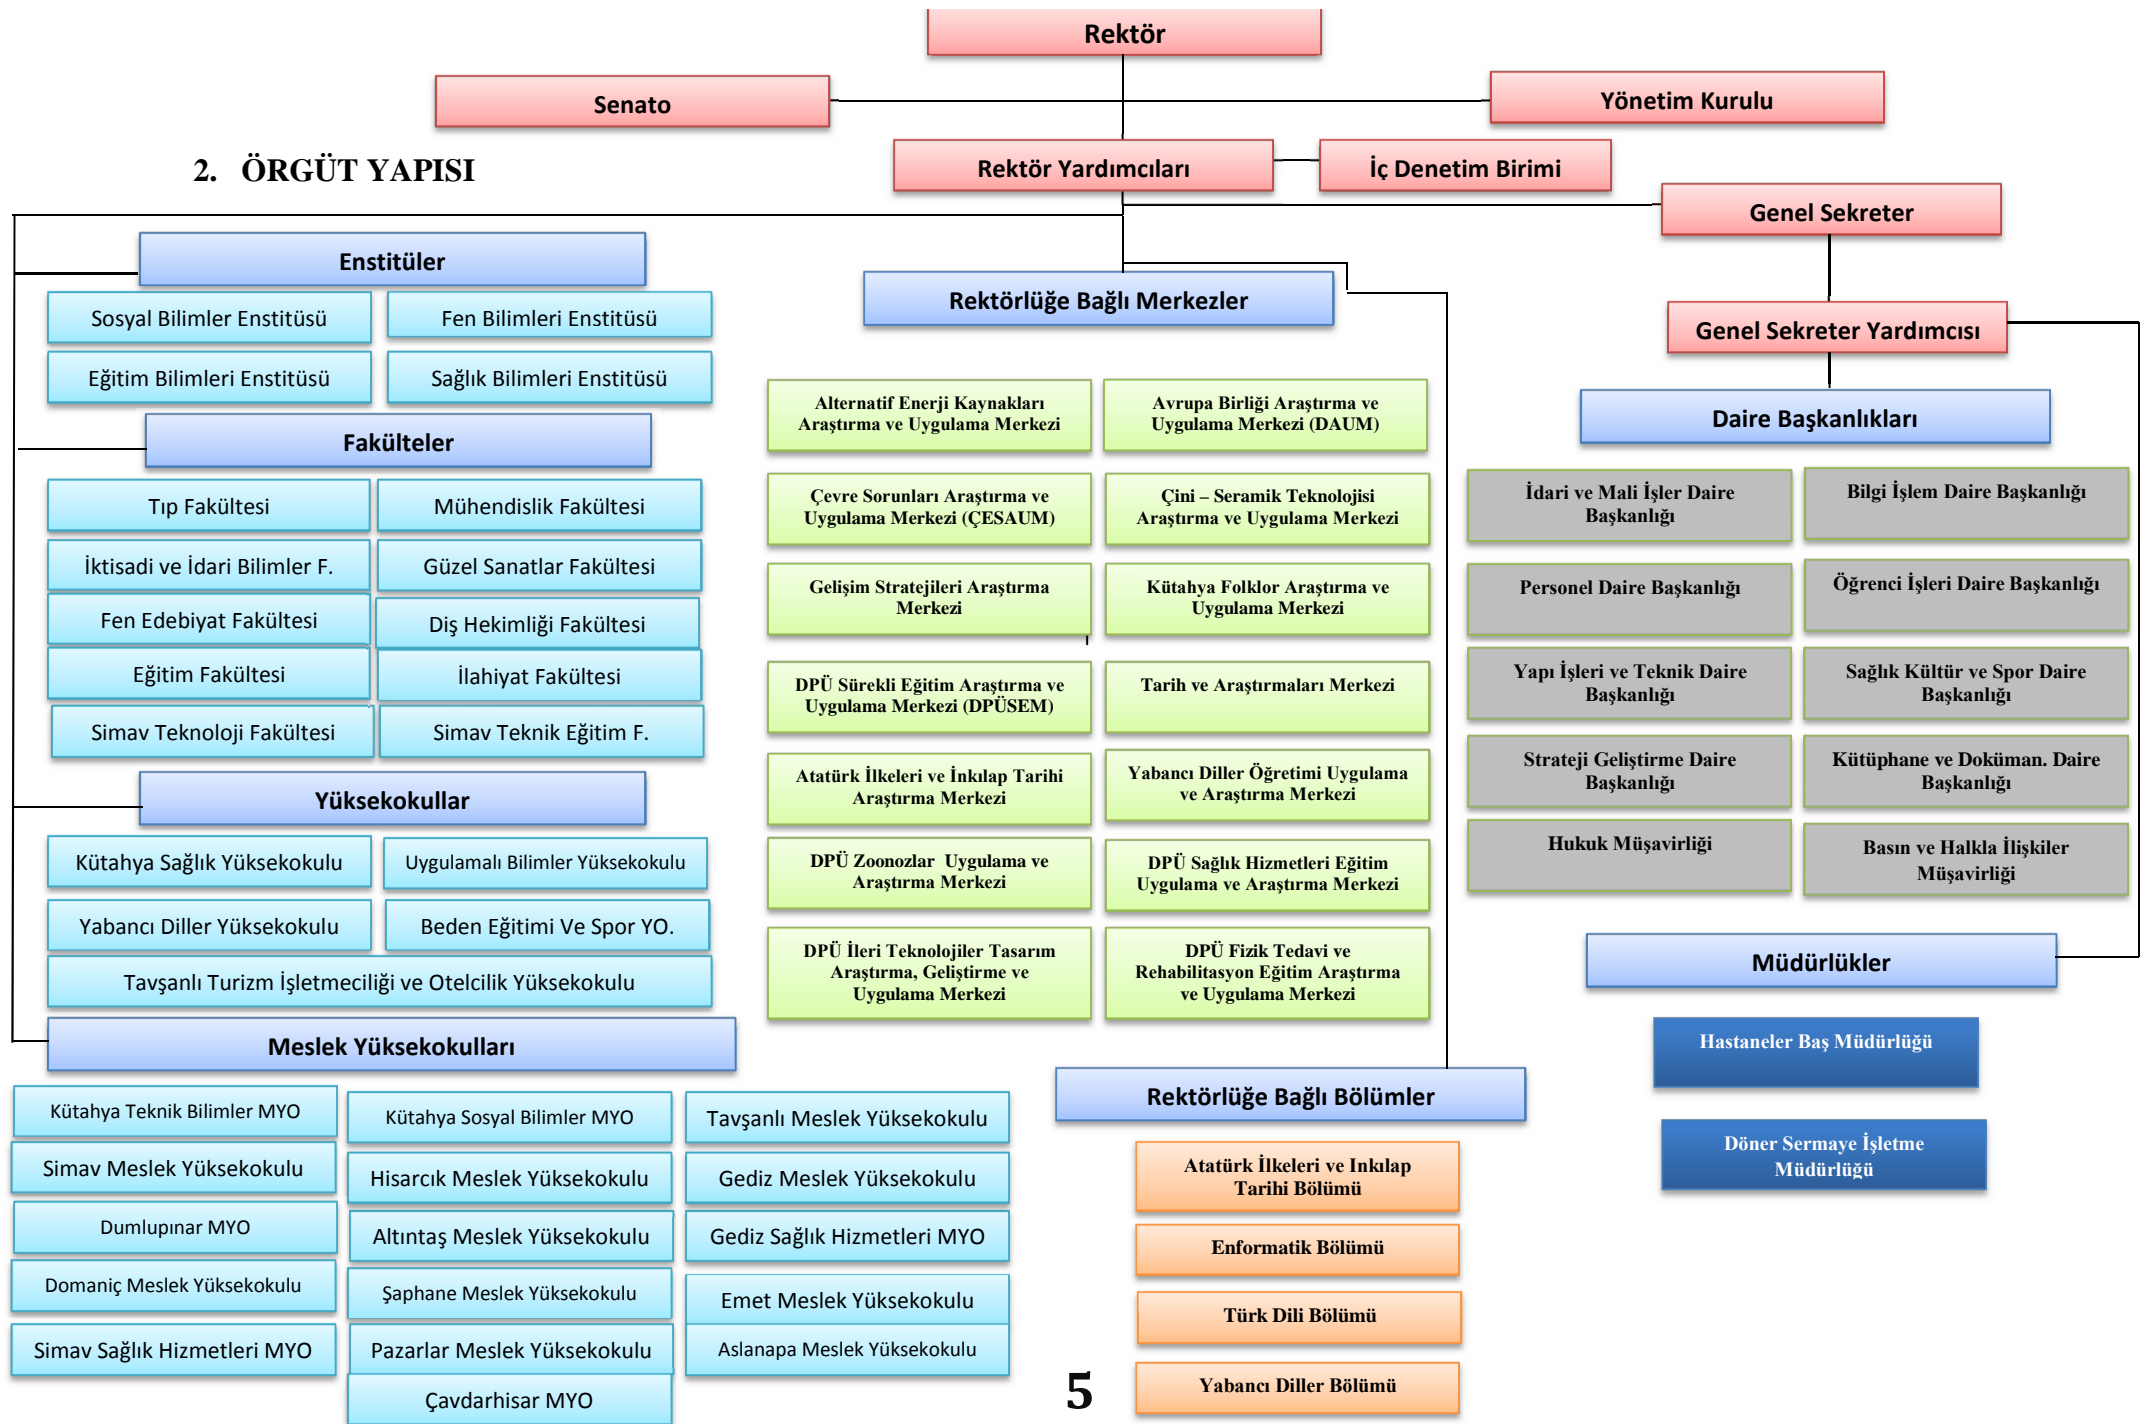 Rektör
Senato
Yönetim Kurulu
2. ÖRGÜT YAPISI
Rektör Yardımcıları
İç Denetim Birimi
Genel Sekreter
Genel Sekreter Yardımcısı
Enstitüler
Sosyal Bilimler Enstitüsü
Fen Bilimleri Enstitüsü
Eğitim Bilimleri Enstitüsü
Sağlık Bilimleri Enstitüsü
Fakülteler
Tıp Fakültesi
Mühendislik Fakültesi
İktisadi ve İdari Bilimler F.
Güzel Sanatlar Fakültesi
Fen Edebiyat Fakültesi
Diş Hekimliği Fakültesi
Eğitim Fakültesi
İlahiyat Fakültesi
Simav Teknoloji Fakültesi
Simav Teknik Eğitim F.
Yüksekokullar
Kütahya Sağlık Yüksekokulu
Uygulamalı Bilimler Yüksekokulu
Yabancı Diller Yüksekokulu
Beden Eğitimi Ve Spor YO.
Tavşanlı Turizm İşletmeciliği ve Otelcilik Yüksekokulu
Meslek Yüksekokulları
Kütahya Teknik Bilimler MYO
Kütahya Sosyal Bilimler MYO
Tavşanlı Meslek Yüksekokulu
Simav Meslek Yüksekokulu
Hisarcık Meslek Yüksekokulu
Gediz Meslek Yüksekokulu
Dumlupınar MYO
Altıntaş Meslek Yüksekokulu
Gediz Sağlık Hizmetleri MYO
Domaniç Meslek Yüksekokulu
Şaphane Meslek Yüksekokulu
Emet Meslek Yüksekokulu
Simav Sağlık Hizmetleri MYO
Pazarlar Meslek Yüksekokulu
Aslanapa Meslek Yüksekokulu
Çavdarhisar MYO
Rektörlüğe Bağlı Merkezler
Alternatif Enerji Kaynakları
Araştırma ve Uygulama Merkezi
Avrupa Birliği Araştırma ve
Uygulama Merkezi (DAUM)
Çevre Sorunları Araştırma ve
Uygulama Merkezi (ÇESAUM)
Çini – Seramik Teknolojisi
Araştırma ve Uygulama Merkezi
Gelişim Stratejileri Araştırma
Merkezi
Kütahya Folklor Araştırma ve
Uygulama Merkezi
DPÜ Sürekli Eğitim Araştırma ve
Uygulama Merkezi (DPÜSEM)
Tarih ve Araştırmaları Merkezi
Atatürk İlkeleri ve İnkılap Tarihi
Araştırma Merkezi
Yabancı Diller Öğretimi Uygulama
ve Araştırma Merkezi
DPÜ Zoonozlar Uygulama ve
Araştırma Merkezi
DPÜ Sağlık Hizmetleri Eğitim
Uygulama ve Araştırma Merkezi
DPÜ İleri Teknolojiler Tasarım
Araştırma, Geliştirme ve
Uygulama Merkezi
DPÜ Fizik Tedavi ve
Rehabilitasyon Eğitim Araştırma
ve Uygulama Merkezi
Rektörlüğe Bağlı Bölümler
Atatürk İlkeleri ve Inkılap
Tarihi Bölümü
Enformatik Bölümü
Türk Dili Bölümü
Yabancı Diller Bölümü
Daire Başkanlıkları
İdari ve Mali İşler Daire
Başkanlığı
Bilgi İşlem Daire Başkanlığı
Personel Daire Başkanlığı
Öğrenci İşleri Daire Başkanlığı
Yapı İşleri ve Teknik Daire
Başkanlığı
Sağlık Kültür ve Spor Daire
Başkanlığı
Strateji Geliştirme Daire
Başkanlığı
Kütüphane ve Doküman. Daire
Başkanlığı
Hukuk Müşavirliği
Basın ve Halkla İlişkiler
Müşavirliği
Müdürlükler
Hastaneler Baş Müdürlüğü
Döner Sermaye İşletme
Müdürlüğü
5